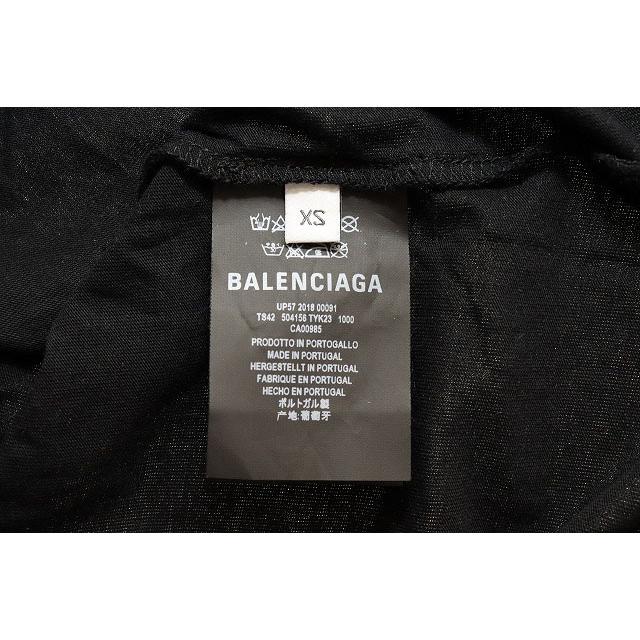 XS
BALENCIAGA
UP57 2018 00091
TS42 504156 TYK23 1000
CA00985
PRODOTTO IN PORTOGALLO
MADE IN PORTUGAL
HERGESTELLT IN PORTUGAL
FABRIQUE EN PORTUGAL
HECHO EN PORTUGAL
ポルトガル製
产地:葡萄牙